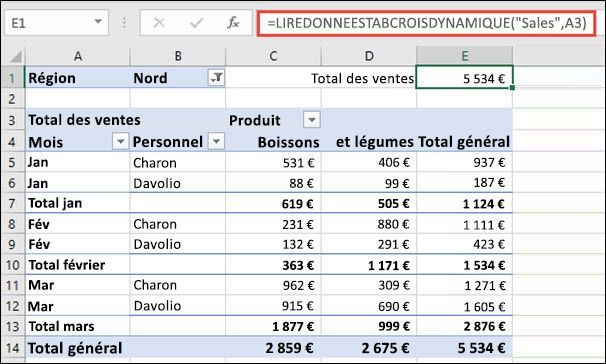 E1 fx =LIREDONNEESTABCROISDYNAMIQUE("Sales",A3)
A B C D E
1 Région Nord Total des ventes 5 534 €
2
3 Total des ventes Produit
4 Mois Personnel Boissons et légumes Total général
5 Jan Charon 531 € 406 € 937 €
6 Jan Davolio 88 € 99 € 187 €
7 Total jan 619 € 505 € 1 124 €
8 Fév Charon 231 € 880 € 1 111 €
9 Fév Davolio 132 € 291 € 423 €
10 Total février 363 € 1 171 € 1 534 €
11 Mar Charon 962 € 309 € 1 271 €
12 Mar Davolio 915 € 690 € 1 605 €
13 Total mars 1 877 € 999 € 2 876 €
14 Total général 2 859 € 2 675 € 5 534 €